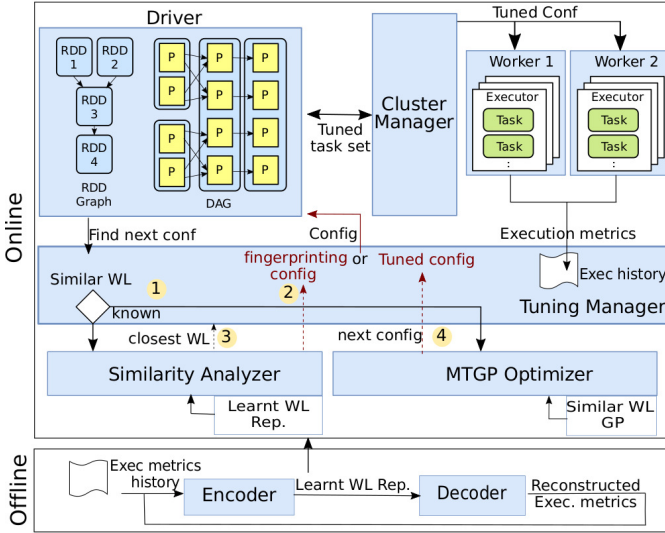 Driver
Tuned Conf
RDD
1
RDD
2
RDD
3
RDD
4
RDD
Graph
P P P
P P P
P P P
P P P
DAG
Tuned
task set
Cluster
Manager
Worker 1
Executor
Task
Task
:
Worker 2
Executor
Task
Task
:
Online
Find next conf
Config
Execution metrics
Similar WL
1
fingerprinting or
config
2
Tuned config
Exec history
known
Tuning Manager
closest WL
3
next config
4
Similarity Analyzer
MTGP Optimizer
Learnt WL
Rep.
Similar WL
GP
Offline
Exec metrics
history
Encoder
Learnt WL Rep.
Decoder
Reconstructed
Exec. metrics